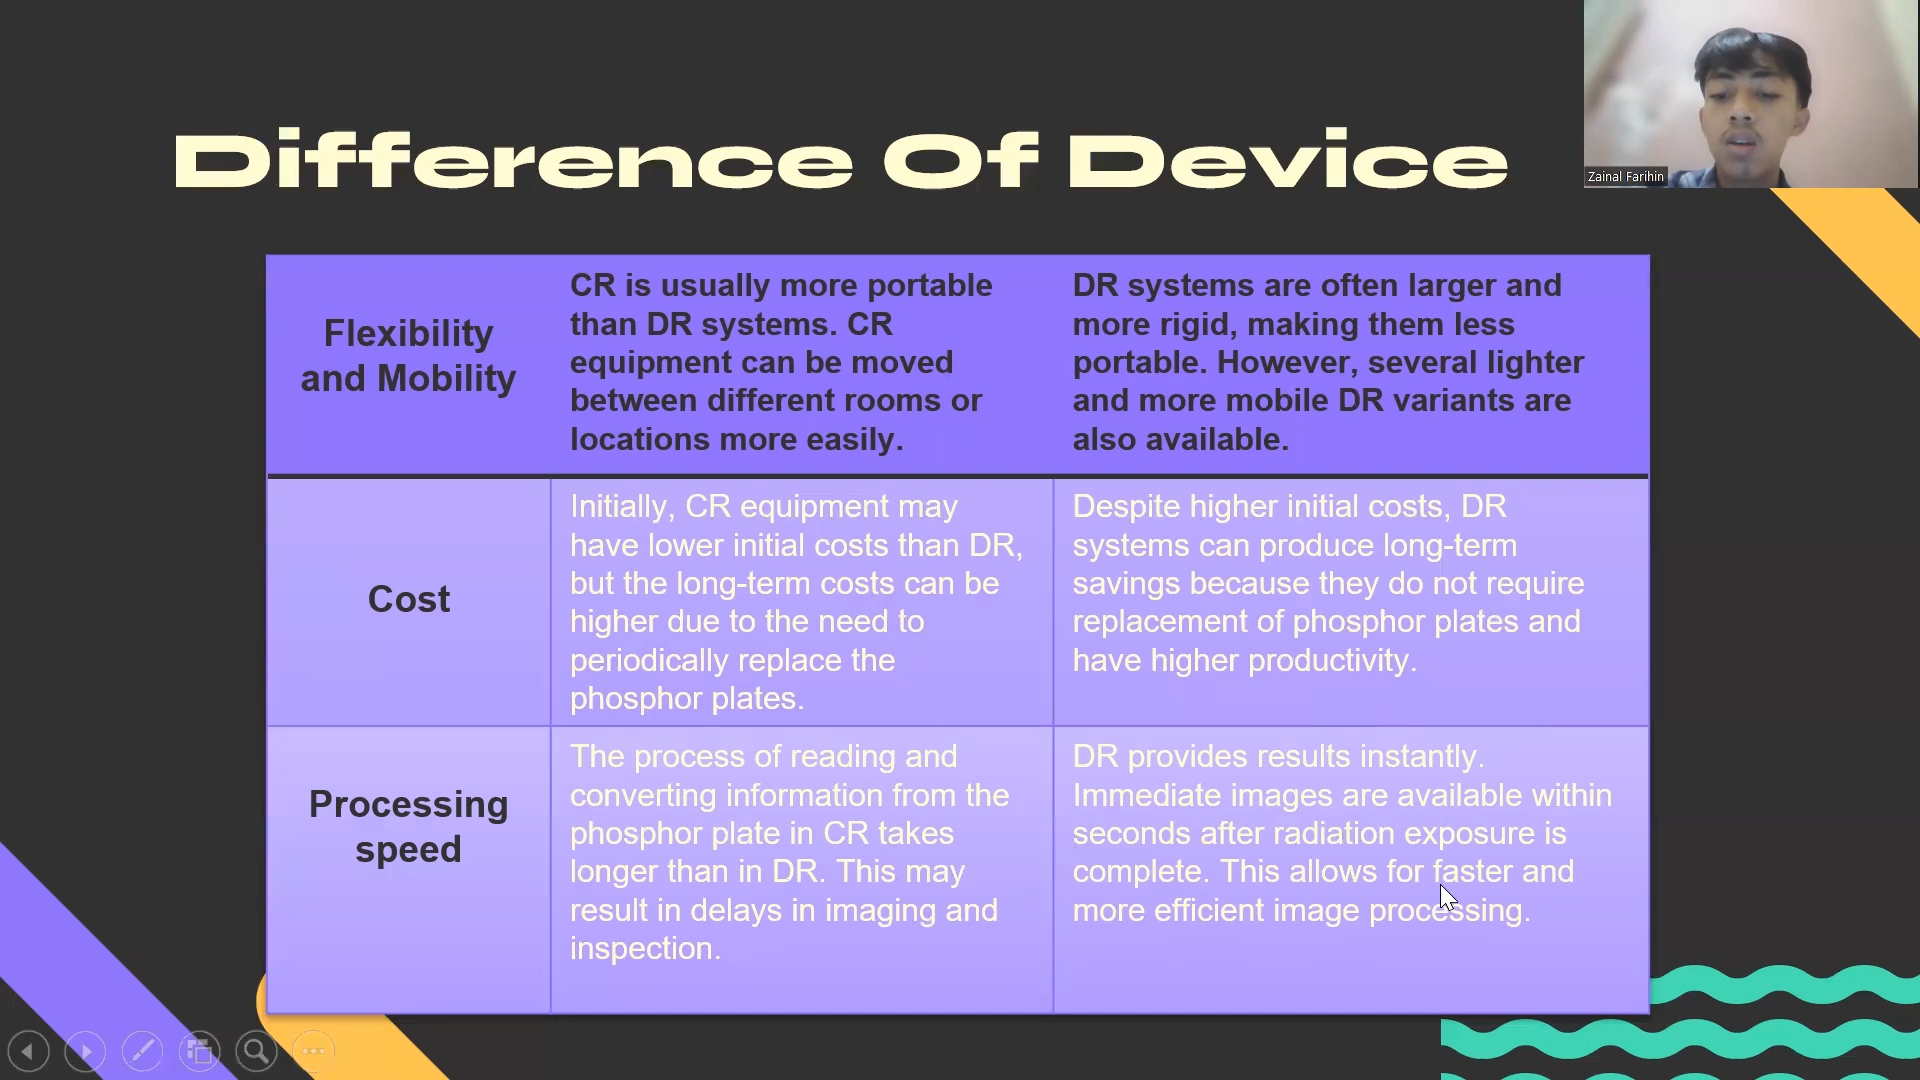 Difference Of Device
Zainal Farihin
Flexibility
and Mobility
CR is usually more portable
than DR systems. CR
equipment can be moved
between different rooms or
locations more easily.
DR systems are often larger and
more rigid, making them less
portable. However, several lighter
and more mobile DR variants are
also available.
Cost
Initially, CR equipment may
have lower initial costs than DR,
but the long-term costs can be
higher due to the need to
periodically replace the
phosphor plates.
Despite higher initial costs, DR
systems can produce long-term
savings because they do not require
replacement of phosphor plates and
have higher productivity.
Processing
speed
The process of reading and
converting information from the
phosphor plate in CR takes
longer than in DR. This may
result in delays in imaging and
inspection.
DR provides results instantly.
Immediate images are available within
seconds after radiation exposure is
complete. This allows for faster and
more efficient image processing.